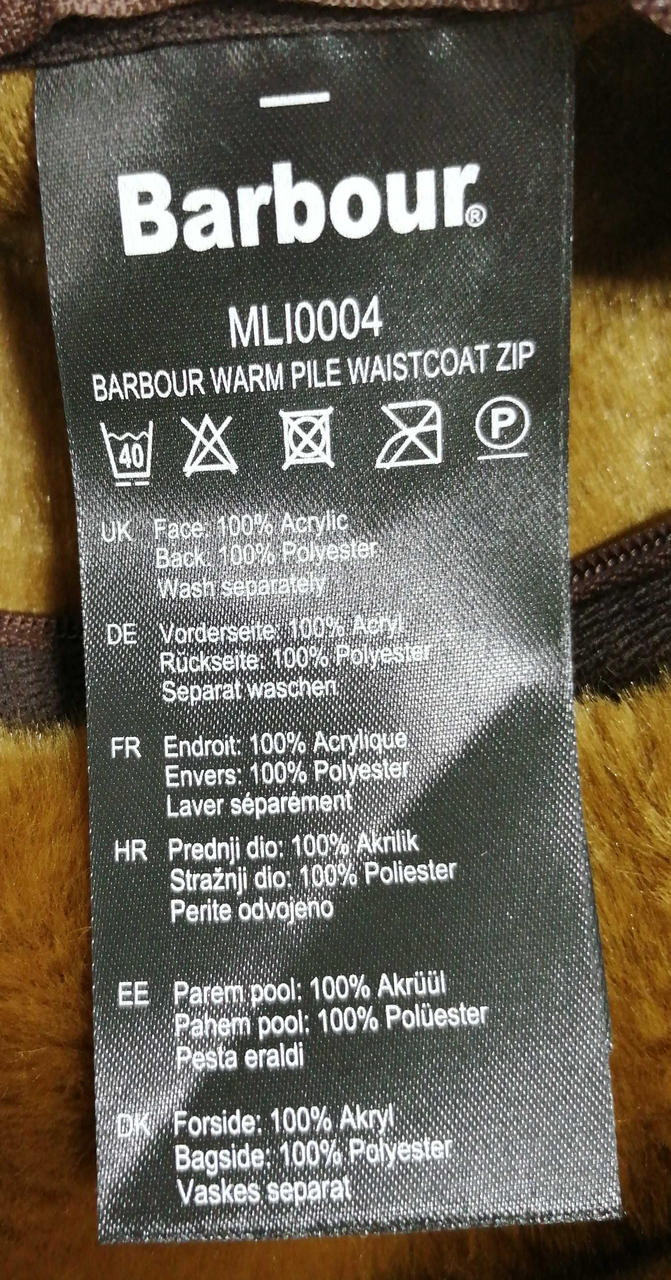 Barbour®
MLI0004
BARBOUR WARM PILE WAISTCOAT ZIP
40 P
UK Face: 100% Acrylic
Back: 100% Polyester
Wash separately
DE Vorderseite: 100% Acryl
Rückseite: 100% Polyester
Separat waschen
FR Endroit: 100% Acrylique
Envers: 100% Polyester
Laver séparément
HR Prednji dio: 100% Akrilik
Stražnji dio: 100% Poliester
Perite odvojeno
EE Parem pool: 100% Akrüül
Pahem pool: 100% Polüester
Pesta eraldi
DK Forside: 100% Akryl
Bagside: 100% Polyester
Vaskes separat